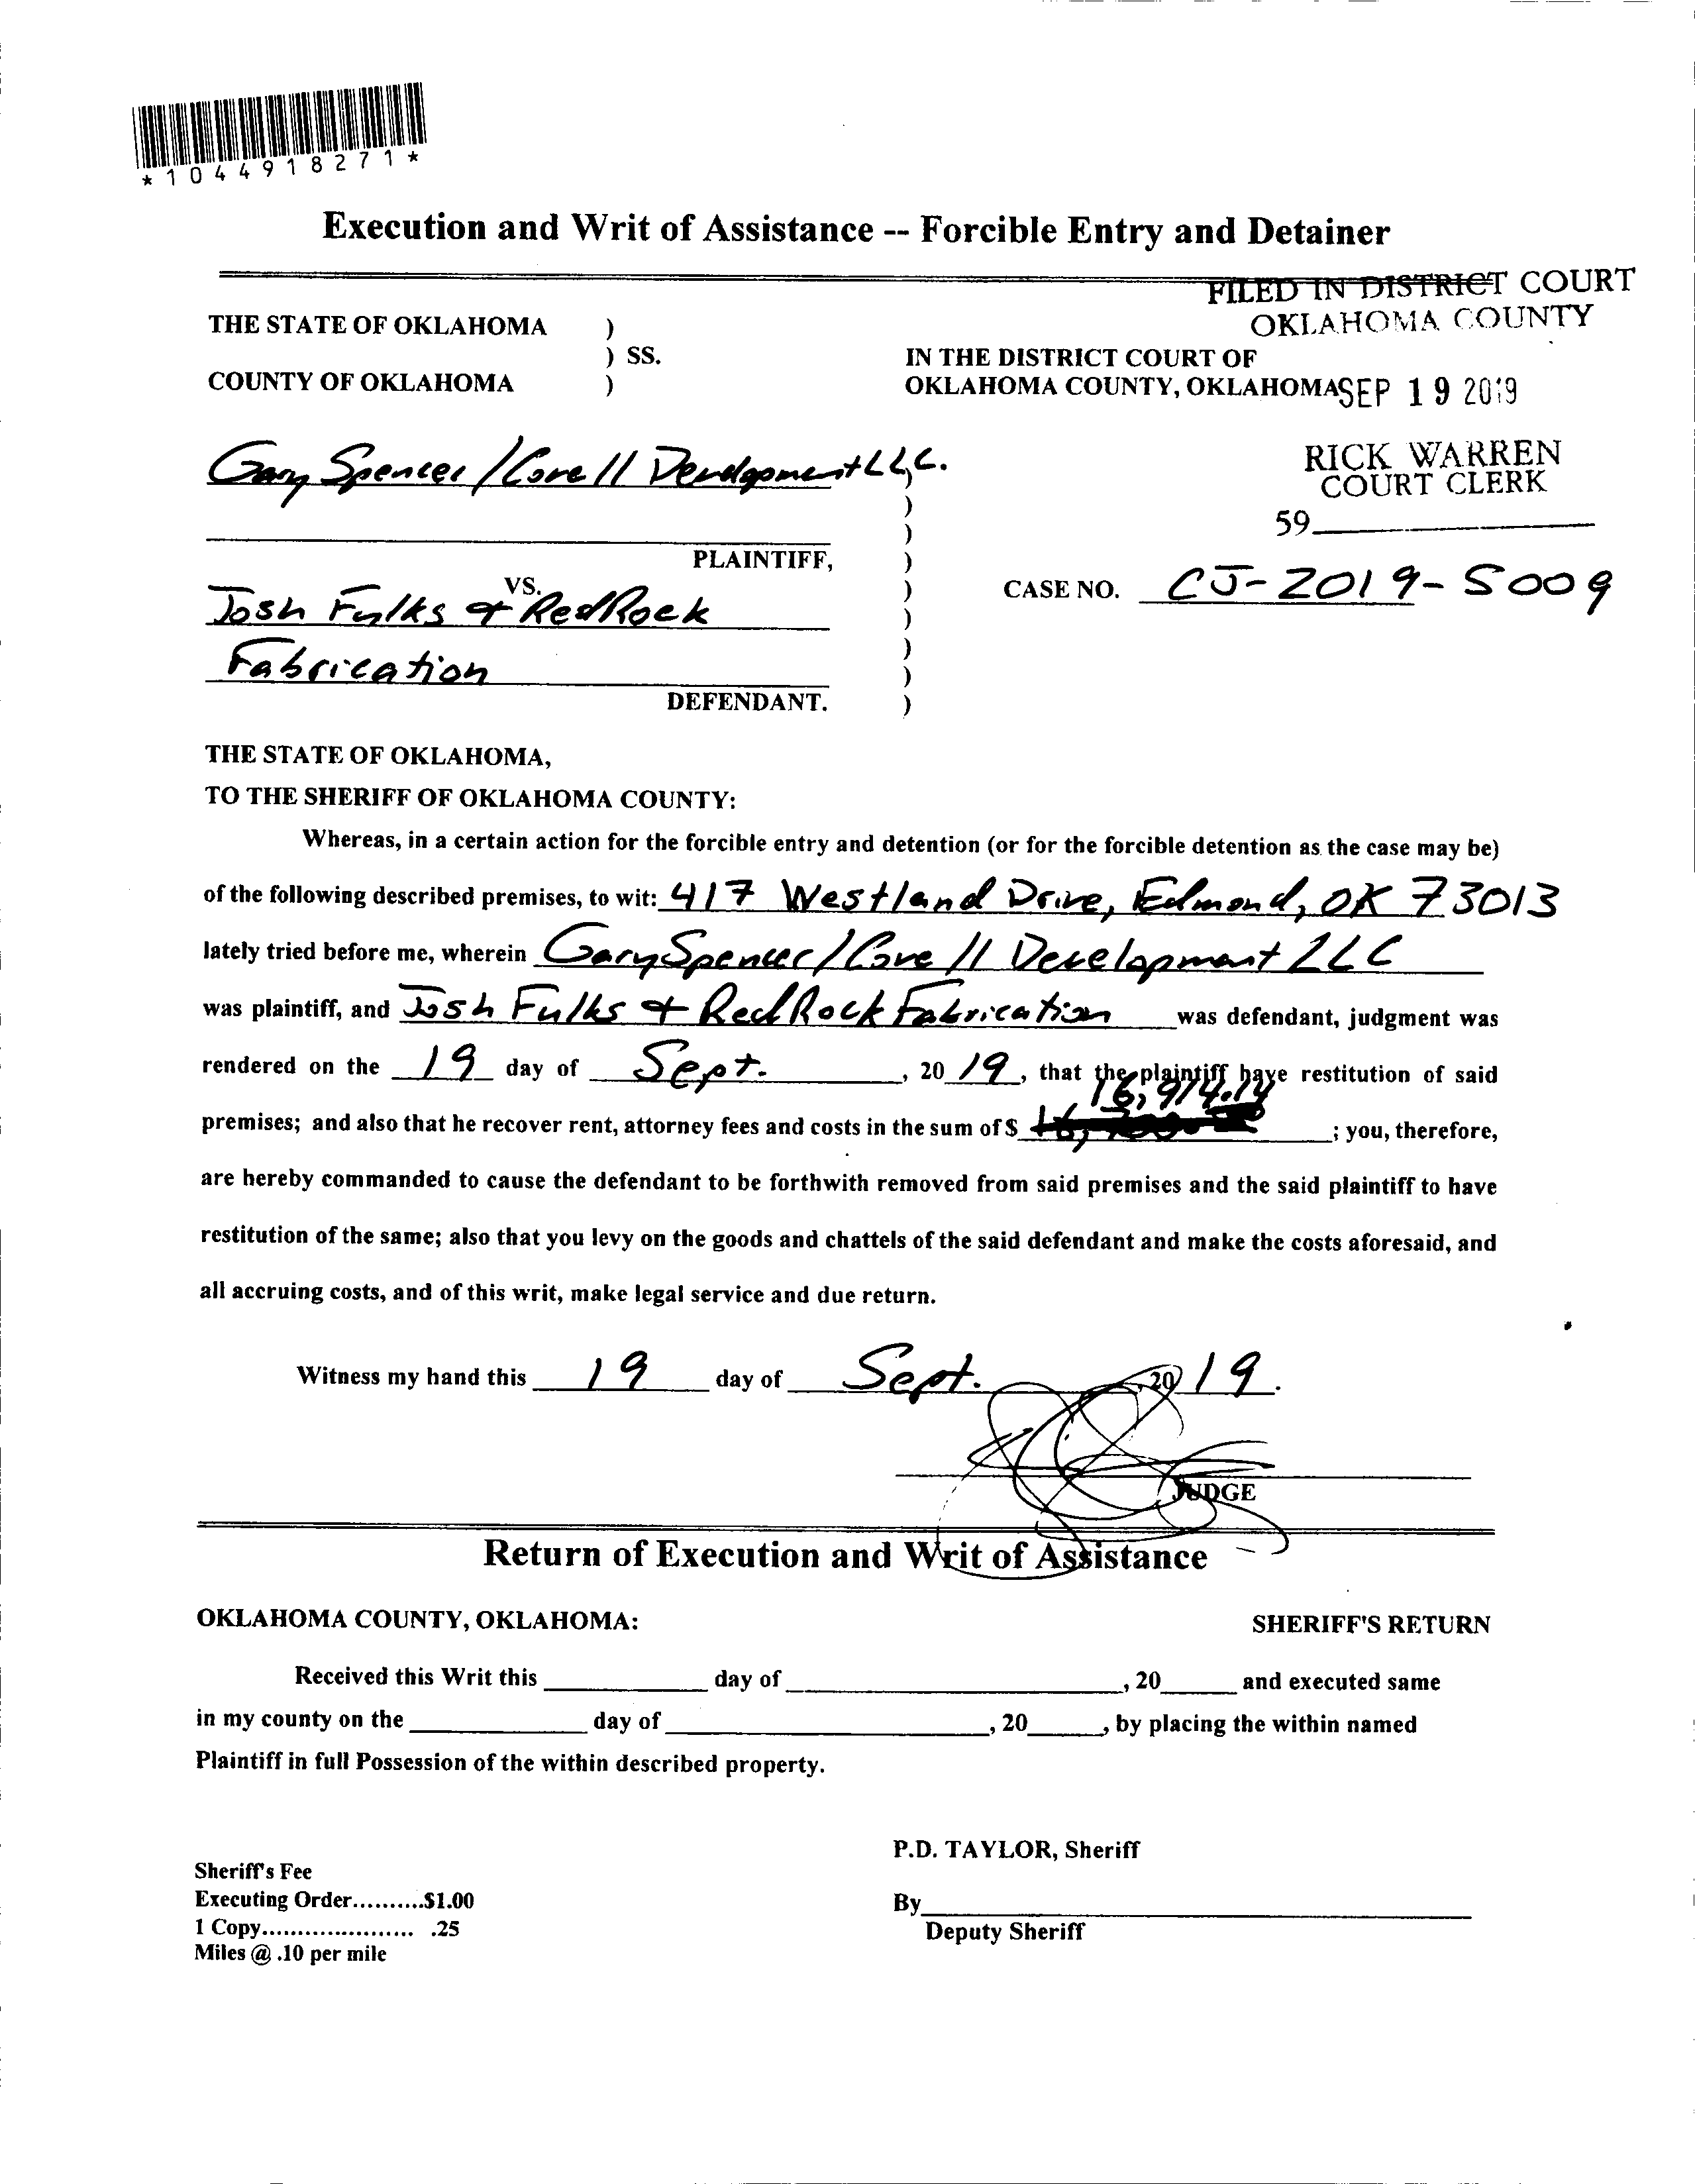 *1044918271*
Execution and Writ of Assistance -- Forcible Entry and Detainer
FILED IN DISTRICT COURT
OKLAHOMA COUNTY
THE STATE OF OKLAHOMA )
) SS.
COUNTY OF OKLAHOMA )
IN THE DISTRICT COURT OF
OKLAHOMA COUNTY, OKLAHOMA
SEP 19 2019
RICK WARREN
COURT CLERK
59
Gary Spencer / Cove 11 Development LLC.
PLAINTIFF,
VS.
Josh Fulks & RedRock
Fabrication
DEFENDANT.
)
)
)
)
)
)
)
)
)
CASE NO. CJ-2019-5009
THE STATE OF OKLAHOMA,
TO THE SHERIFF OF OKLAHOMA COUNTY:
Whereas, in a certain action for the forcible entry and detention (or for the forcible detention as the case may be)
of the following described premises, to wit: 417 Westland Drive, Edmond, OK 73013
lately tried before me, wherein Gary Spencer / Cove 11 Development LLC
was plaintiff, and Josh Fulks & RedRock Fabrication was defendant, judgment was
rendered on the 19 day of Sept., 2019, that the plaintiff have restitution of said
16,914.14
premises; and also that he recover rent, attorney fees and costs in the sum of $ ; you, therefore,
are hereby commanded to cause the defendant to be forthwith removed from said premises and the said plaintiff to have
restitution of the same; also that you levy on the goods and chattels of the said defendant and make the costs aforesaid, and
all accruing costs, and of this writ, make legal service and due return.
Witness my hand this 19 day of Sept., 2019.
JUDGE
Return of Execution and Writ of Assistance
OKLAHOMA COUNTY, OKLAHOMA: SHERIFF'S RETURN
Received this Writ this ________ day of ________, 20____ and executed same
in my county on the ________ day of ________, 20____, by placing the within named
Plaintiff in full Possession of the within described property.
P.D. TAYLOR, Sheriff
Sheriff's Fee
Executing Order..........$1.00
1 Copy..................... .25
Miles @ .10 per mile
By________
Deputy Sheriff